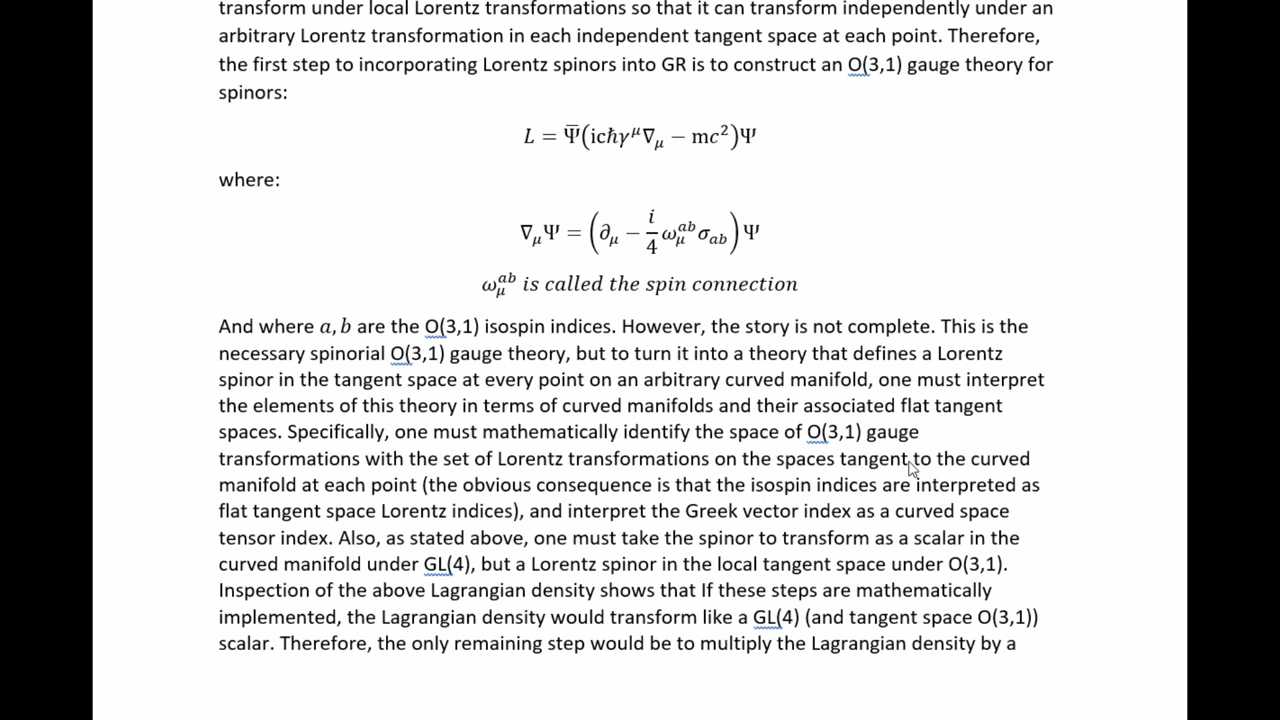 transform under local Lorentz transformations so that it can transform independently under an
arbitrary Lorentz transformation in each independent tangent space at each point. Therefore,
the first step to incorporating Lorentz spinors into GR is to construct an O(3,1) gauge theory for
spinors:
L = Ψ̅(icħγ^μ∇_μ − mc²)Ψ
where:
∇_μΨ = (∂_μ − i/4 ω_μ^ab σ_ab)Ψ
ω_μ^ab is called the spin connection
And where a, b are the O(3,1) isospin indices. However, the story is not complete. This is the
necessary spinorial O(3,1) gauge theory, but to turn it into a theory that defines a Lorentz
spinor in the tangent space at every point on an arbitrary curved manifold, one must interpret
the elements of this theory in terms of curved manifolds and their associated flat tangent
spaces. Specifically, one must mathematically identify the space of O(3,1) gauge
transformations with the set of Lorentz transformations on the spaces tangent to the curved
manifold at each point (the obvious consequence is that the isospin indices are interpreted as
flat tangent space Lorentz indices), and interpret the Greek vector index as a curved space
tensor index. Also, as stated above, one must take the spinor to transform as a scalar in the
curved manifold under GL(4), but a Lorentz spinor in the local tangent space under O(3,1).
Inspection of the above Lagrangian density shows that If these steps are mathematically
implemented, the Lagrangian density would transform like a GL(4) (and tangent space O(3,1))
scalar. Therefore, the only remaining step would be to multiply the Lagrangian density by a